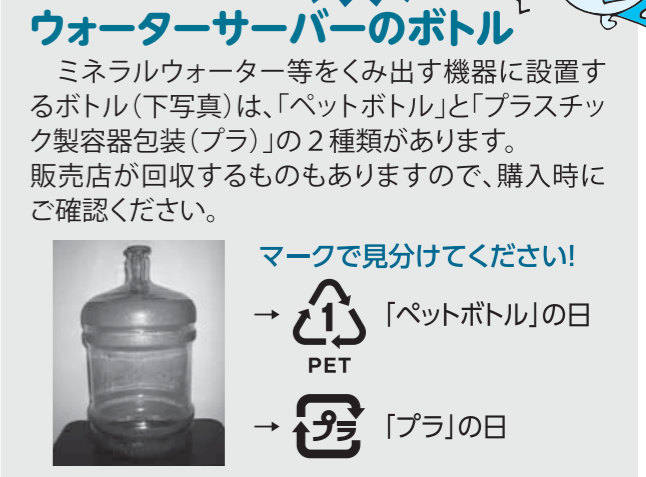 ウォーターサーバーのボトル
　ミネラルウォーター等をくみ出す機器に設置す
るボトル（下写真）は、「ペットボトル」と「プラスチッ
ク製容器包装（プラ）」の２種類があります。
販売店が回収するものもありますので、購入時に
ご確認ください。
マークで見分けてください!
→ 1 PET 「ペットボトル」の日
→ プラ 「プラ」の日